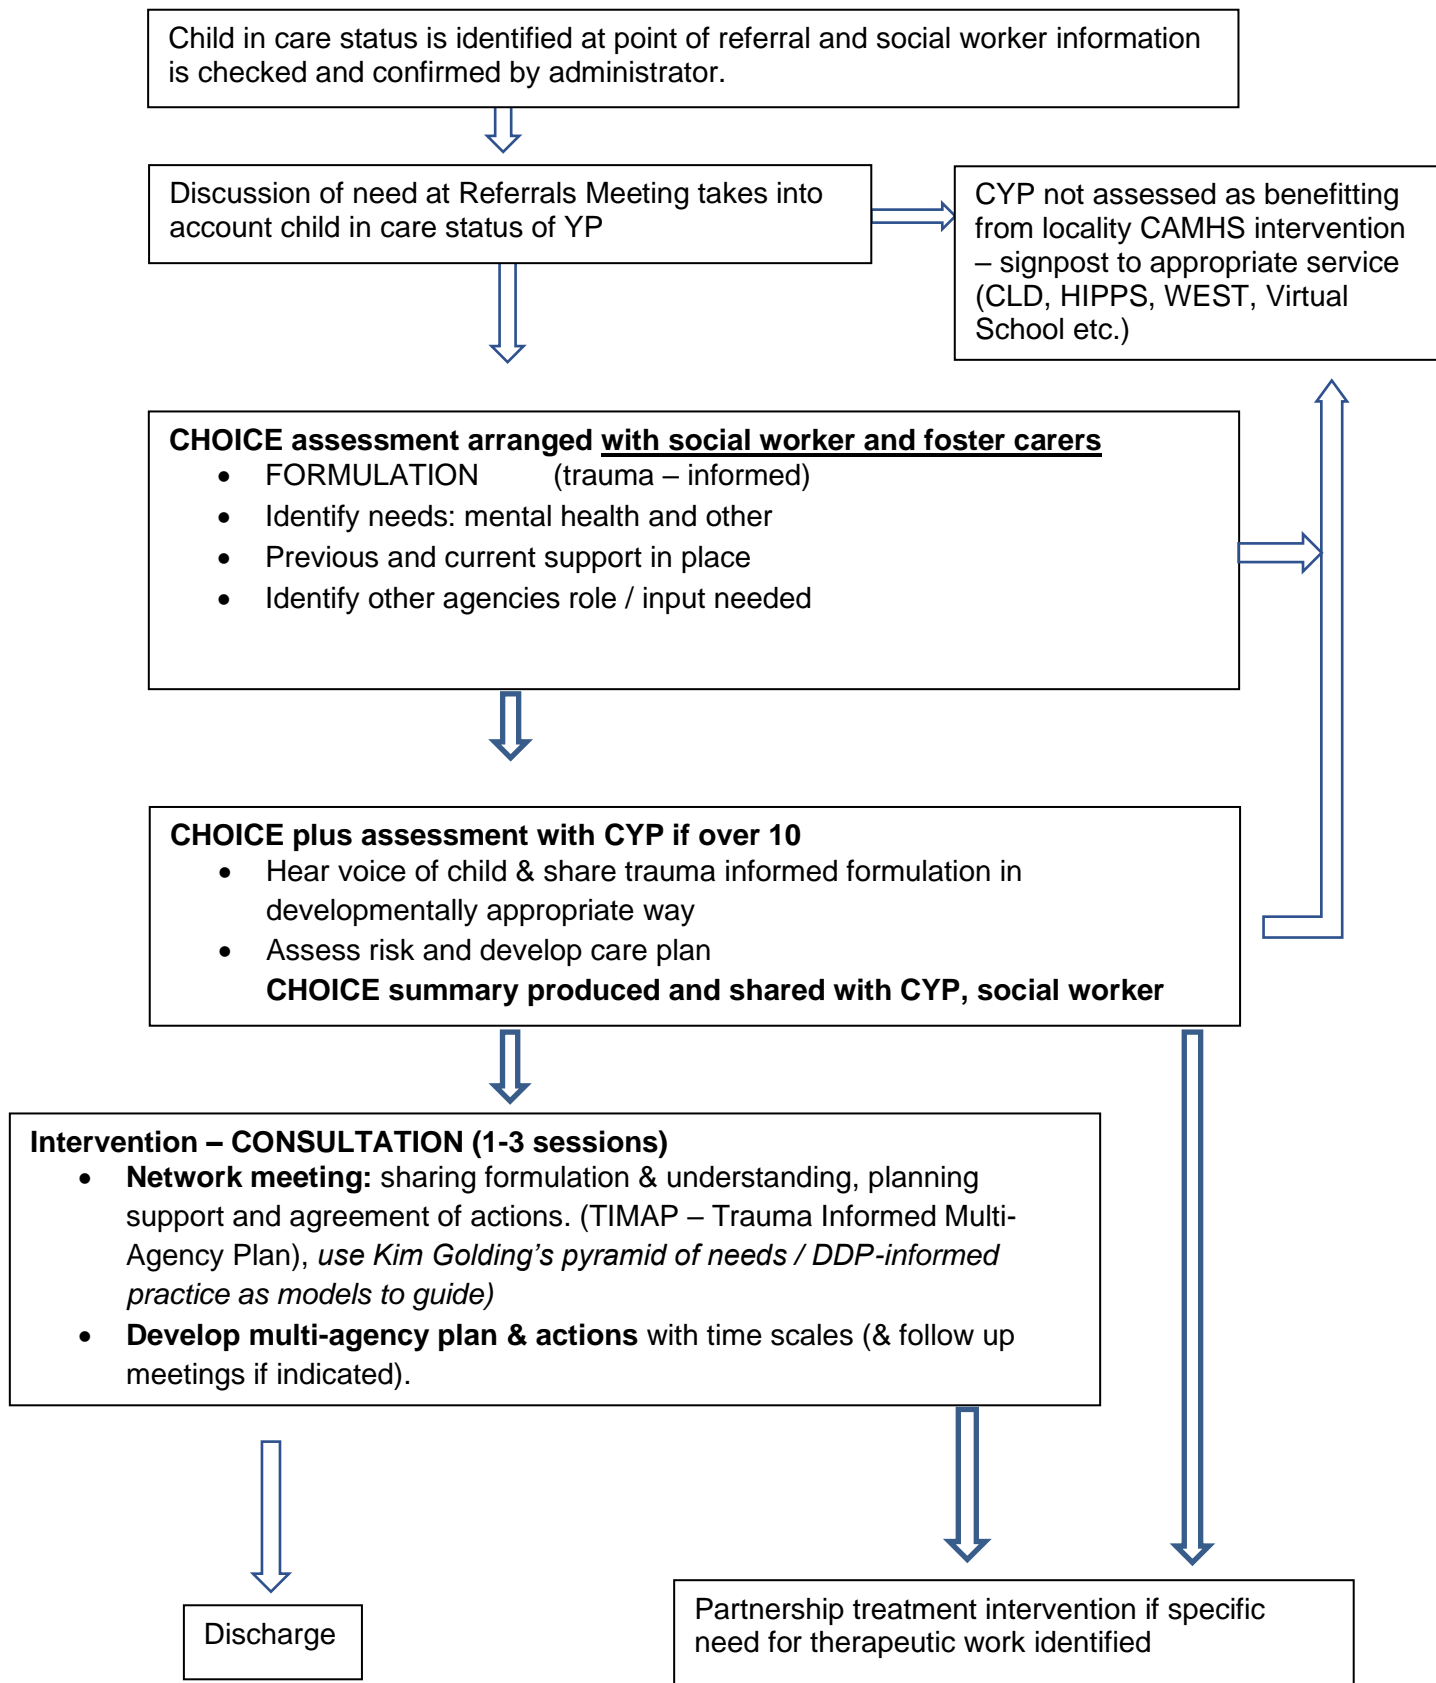 Child in care status is identified at point of referral and social worker information
is checked and confirmed by administrator.
Discussion of need at Referrals Meeting takes into
account child in care status of YP
CYP not assessed as benefitting
from locality CAMHS intervention
– signpost to appropriate service
(CLD, HIPPS, WEST, Virtual
School etc.)
CHOICE assessment arranged with social worker and foster carers
• FORMULATION (trauma – informed)
• Identify needs: mental health and other
• Previous and current support in place
• Identify other agencies role / input needed
CHOICE plus assessment with CYP if over 10
• Hear voice of child & share trauma informed formulation in
developmentally appropriate way
• Assess risk and develop care plan
CHOICE summary produced and shared with CYP, social worker
Intervention – CONSULTATION (1-3 sessions)
• Network meeting: sharing formulation & understanding, planning
support and agreement of actions. (TIMAP – Trauma Informed Multi-
Agency Plan), use Kim Golding’s pyramid of needs / DDP-informed
practice as models to guide)
• Develop multi-agency plan & actions with time scales (& follow up
meetings if indicated).
Discharge
Partnership treatment intervention if specific
need for therapeutic work identified